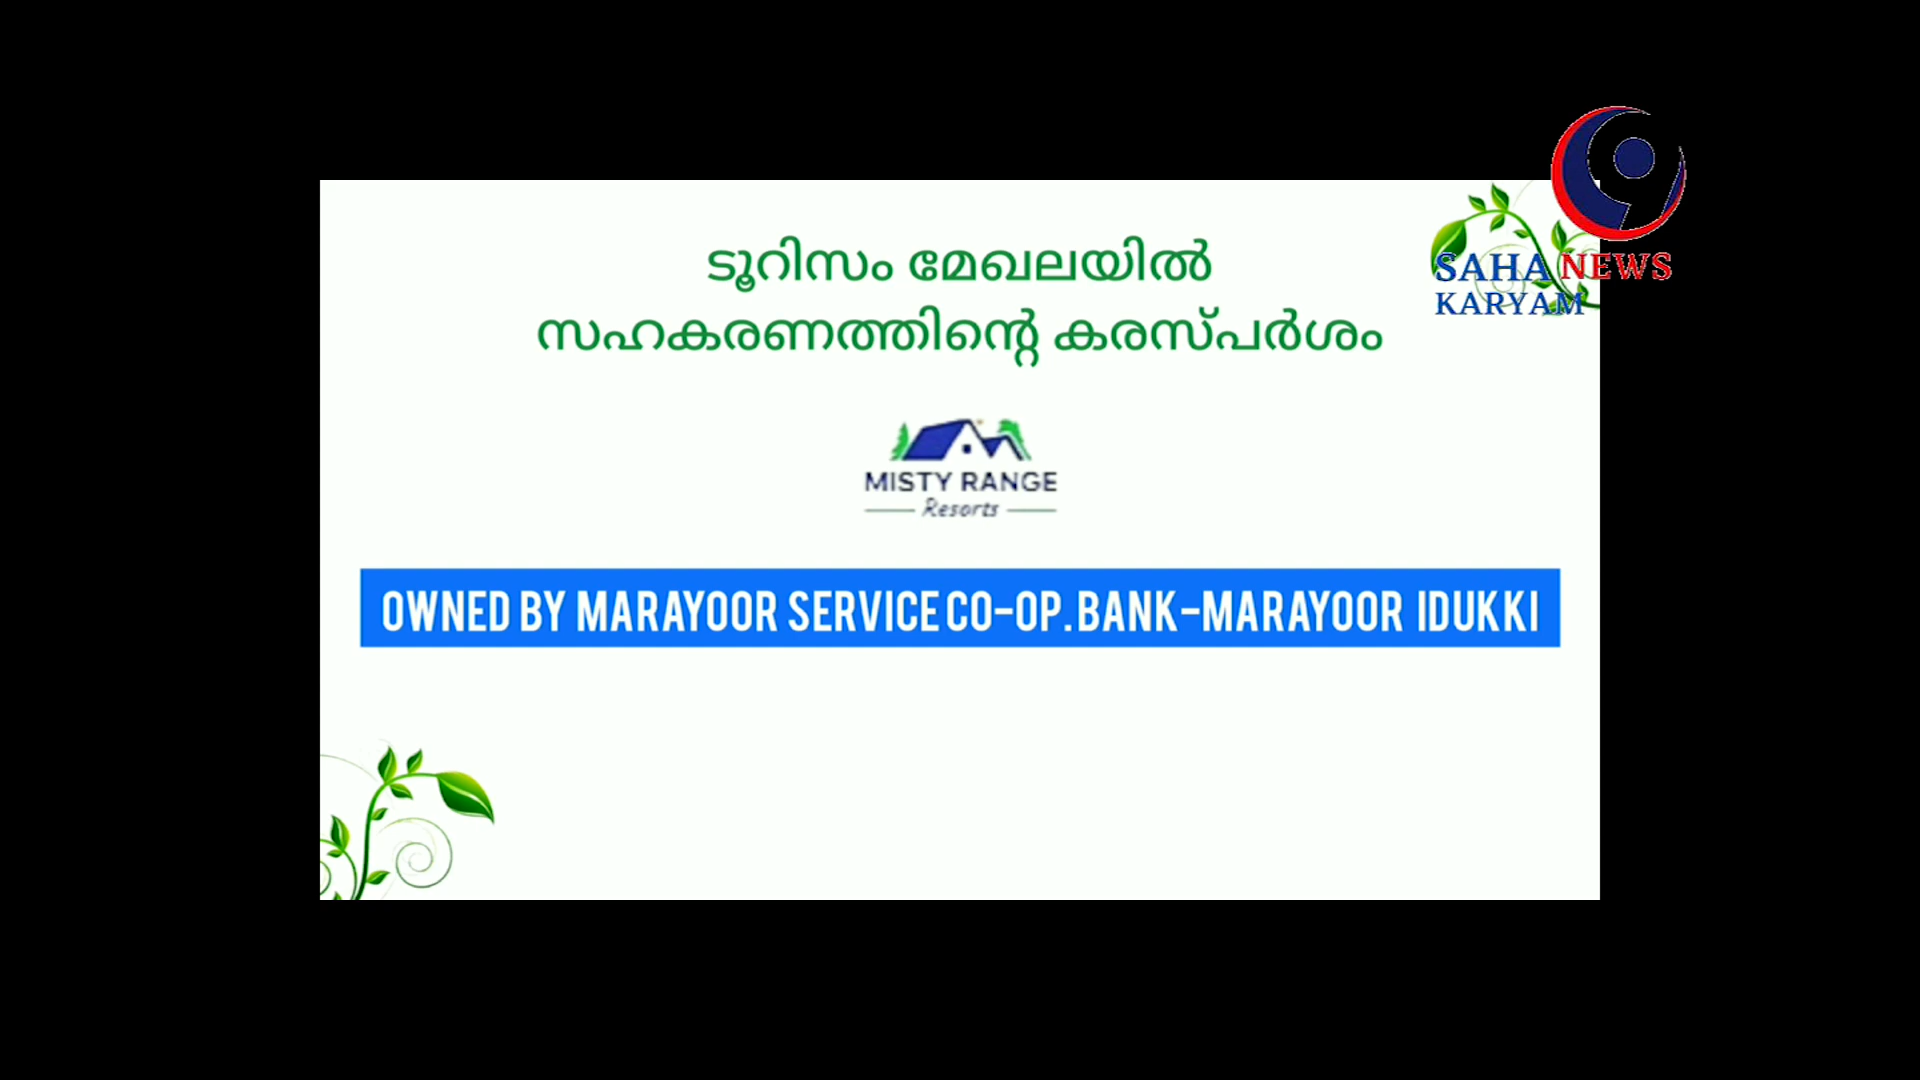 ടൂറിസം മേഖലയിൽ
സഹകരണത്തിന്റെ കരസ്പർശം
SAHA NEWS
KARYAM
MISTY RANGE
Resorts
OWNED BY MARAYOOR SERVICE CO-OP.BANK-MARAYOOR IDUKKI